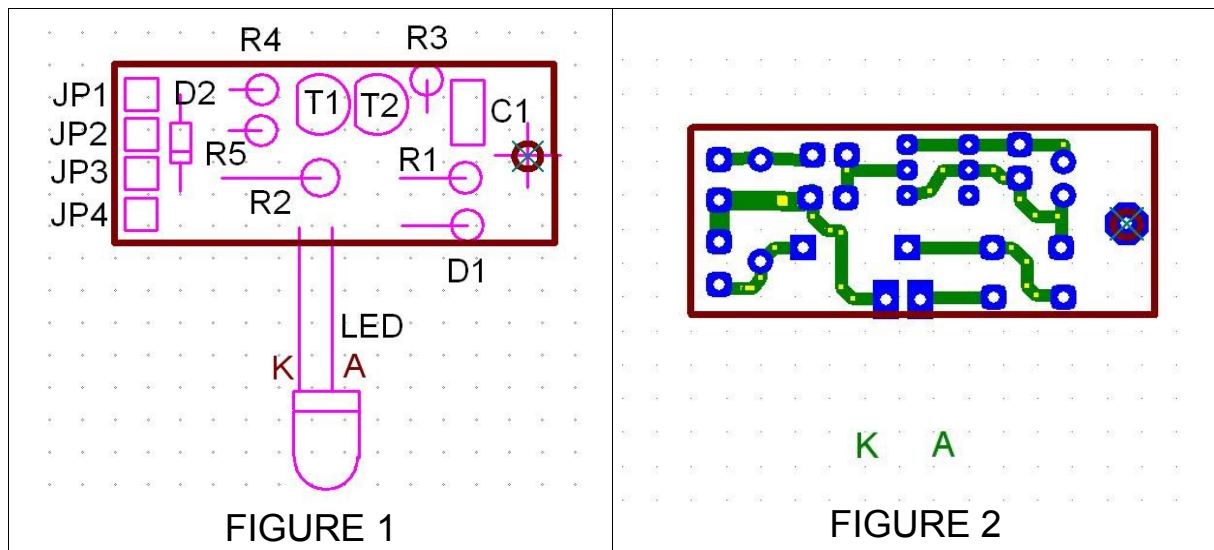 R4
R3
JP1
D2
T1
T2
C1
JP2
R5
R1
JP3
R2
JP4
D1
LED
K A
FIGURE 1
K A
FIGURE 2